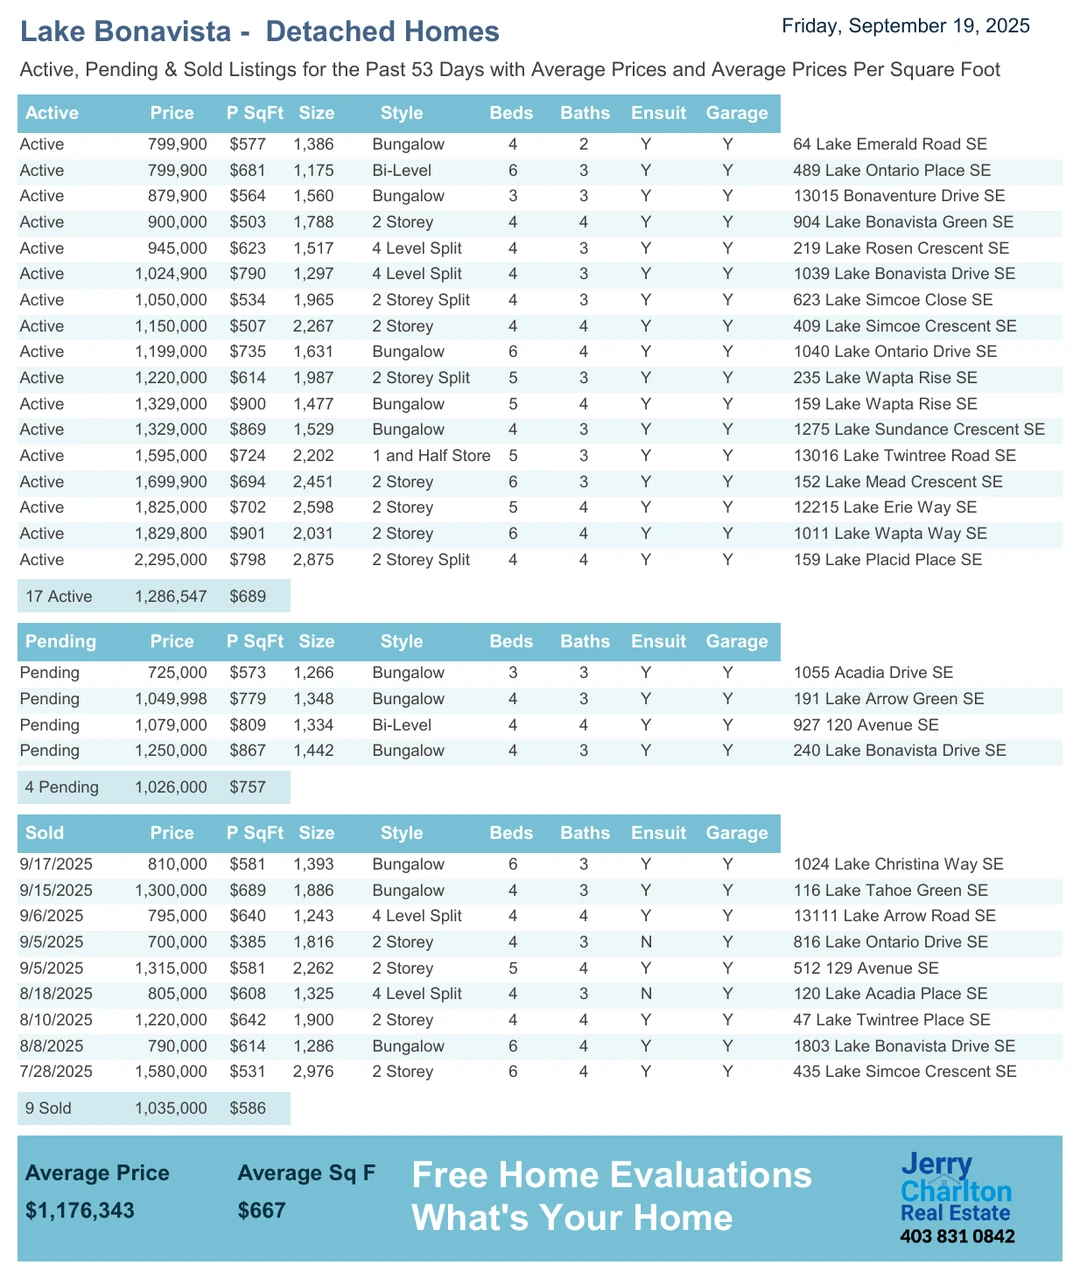 Lake Bonavista - Detached Homes
Friday, September 19, 2025
Active, Pending & Sold Listings for the Past 53 Days with Average Prices and Average Prices Per Square Foot
Active Price P SqFt Size Style Beds Baths Ensuit Garage
Active 799,900 $577 1,386 Bungalow 4 2 Y Y 64 Lake Emerald Road SE
Active 799,900 $681 1,175 Bi-Level 6 3 Y Y 489 Lake Ontario Place SE
Active 879,900 $564 1,560 Bungalow 3 3 Y Y 13015 Bonaventure Drive SE
Active 900,000 $503 1,788 2 Storey 4 4 Y Y 904 Lake Bonavista Green SE
Active 945,000 $623 1,517 4 Level Split 4 3 Y Y 219 Lake Rosen Crescent SE
Active 1,024,900 $790 1,297 4 Level Split 4 3 Y Y 1039 Lake Bonavista Drive SE
Active 1,050,000 $534 1,965 2 Storey Split 4 3 Y Y 623 Lake Simcoe Close SE
Active 1,150,000 $507 2,267 2 Storey 4 4 Y Y 409 Lake Simcoe Crescent SE
Active 1,199,000 $735 1,631 Bungalow 6 4 Y Y 1040 Lake Ontario Drive SE
Active 1,220,000 $614 1,987 2 Storey Split 5 3 Y Y 235 Lake Wapta Rise SE
Active 1,329,000 $900 1,477 Bungalow 5 4 Y Y 159 Lake Wapta Rise SE
Active 1,329,000 $869 1,529 Bungalow 4 3 Y Y 1275 Lake Sundance Crescent SE
Active 1,595,000 $724 2,202 1 and Half Store 5 3 Y Y 13016 Lake Twintree Road SE
Active 1,699,900 $694 2,451 2 Storey 6 3 Y Y 152 Lake Mead Crescent SE
Active 1,825,000 $702 2,598 2 Storey 5 4 Y Y 12215 Lake Erie Way SE
Active 1,829,800 $901 2,031 2 Storey 6 4 Y Y 1011 Lake Wapta Way SE
Active 2,295,000 $798 2,875 2 Storey Split 4 4 Y Y 159 Lake Placid Place SE
17 Active 1,286,547 $689
Pending Price P SqFt Size Style Beds Baths Ensuit Garage
Pending 725,000 $573 1,266 Bungalow 3 3 Y Y 1055 Acadia Drive SE
Pending 1,049,998 $779 1,348 Bungalow 4 3 Y Y 191 Lake Arrow Green SE
Pending 1,079,000 $809 1,334 Bi-Level 4 4 Y Y 927 120 Avenue SE
Pending 1,250,000 $867 1,442 Bungalow 4 3 Y Y 240 Lake Bonavista Drive SE
4 Pending 1,026,000 $757
Sold Price P SqFt Size Style Beds Baths Ensuit Garage
9/17/2025 810,000 $581 1,393 Bungalow 6 3 Y Y 1024 Lake Christina Way SE
9/15/2025 1,300,000 $689 1,886 Bungalow 4 3 Y Y 116 Lake Tahoe Green SE
9/6/2025 795,000 $640 1,243 4 Level Split 4 4 Y Y 13111 Lake Arrow Road SE
9/5/2025 700,000 $385 1,816 2 Storey 4 3 N Y 816 Lake Ontario Drive SE
9/5/2025 1,315,000 $581 2,262 2 Storey 5 4 Y Y 512 129 Avenue SE
8/18/2025 805,000 $608 1,325 4 Level Split 4 3 N Y 120 Lake Acadia Place SE
8/10/2025 1,220,000 $642 1,900 2 Storey 4 4 Y Y 47 Lake Twintree Place SE
8/8/2025 790,000 $614 1,286 Bungalow 6 4 Y Y 1803 Lake Bonavista Drive SE
7/28/2025 1,580,000 $531 2,976 2 Storey 6 4 Y Y 435 Lake Simcoe Crescent SE
9 Sold 1,035,000 $586
Average Price Average Sq F
$1,176,343 $667
Free Home Evaluations
What's Your Home
Jerry
Charlton
Real Estate
403 831 0842